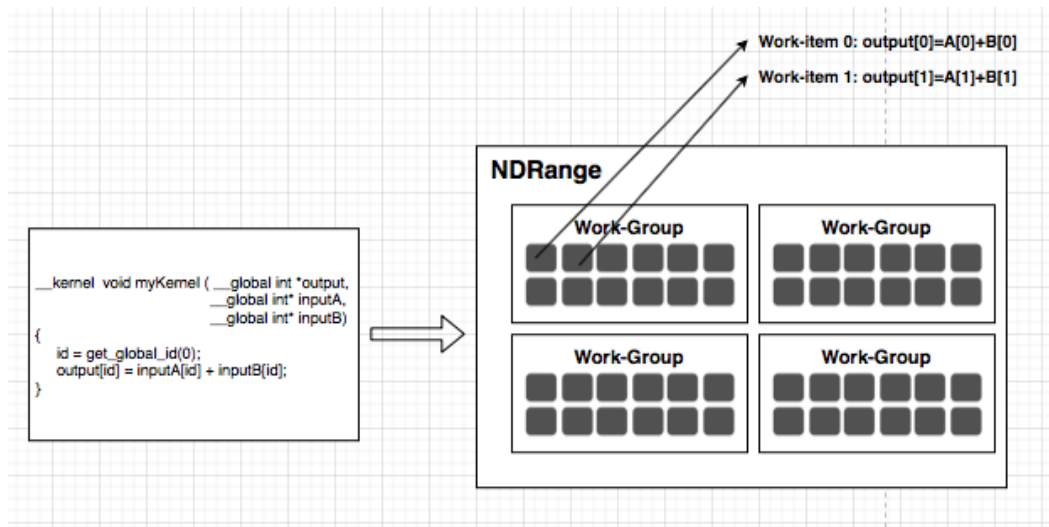 Work-item 0: output[0]=A[0]+B[0]
Work-item 1: output[1]=A[1]+B[1]
NDRange
Work-Group
Work-Group
Work-Group
Work-Group
__kernel void myKernel ( __global int *output,
__global int* inputA,
__global int* inputB)
{
id = get_global_id(0);
output[id] = inputA[id] + inputB[id];
}